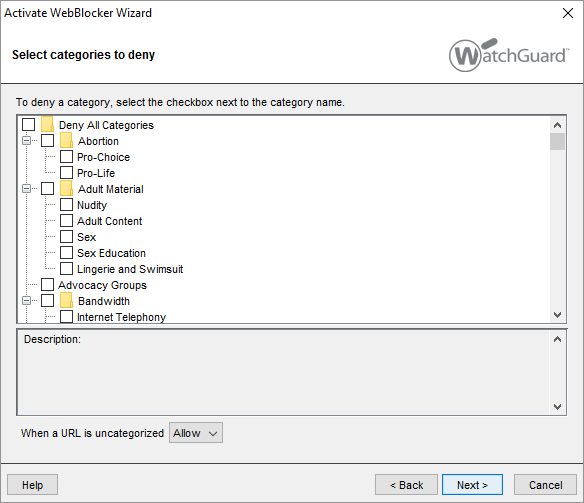 Activate WebBlocker Wizard
Select categories to deny
WatchGuard™
To deny a category, select the checkbox next to the category name.
Deny All Categories
Abortion
Pro-Choice
Pro-Life
Adult Material
Nudity
Adult Content
Sex
Sex Education
Lingerie and Swimsuit
Advocacy Groups
Bandwidth
Internet Telephony
Description:
When a URL is uncategorized Allow
Help < Back Next > Cancel